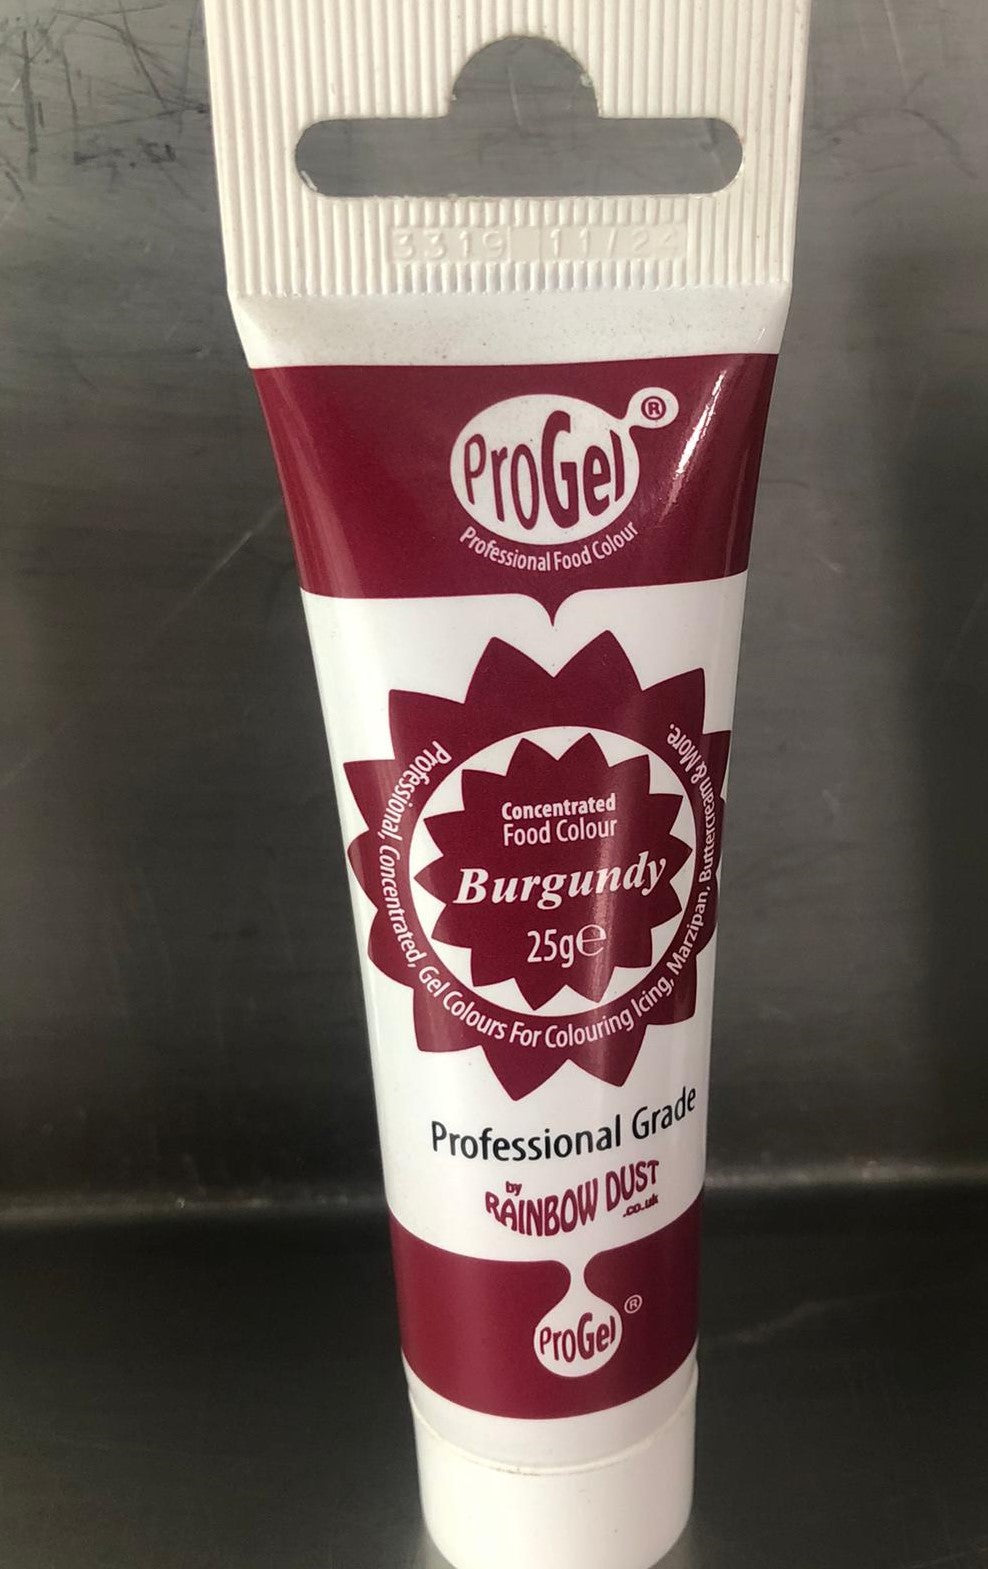 3319 11/24
ProGel®
Professional Food Colour
Professional, Concentrated, Gel Colours For Colouring Icing, Marzipan, Buttercream & More.
Concentrated
Food Colour
Burgundy
25g℮
Professional Grade
by
RAINBOW DUST
.co.uk
ProGel®